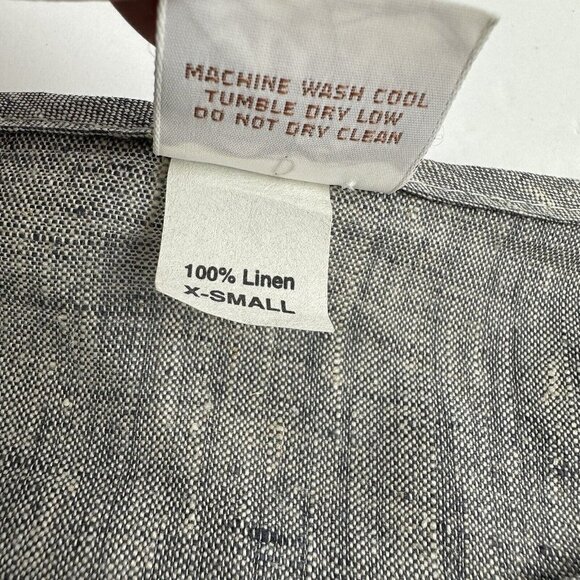 MACHINE WASH COOL
TUMBLE DRY LOW
DO NOT DRY CLEAN
100% Linen
X-SMALL